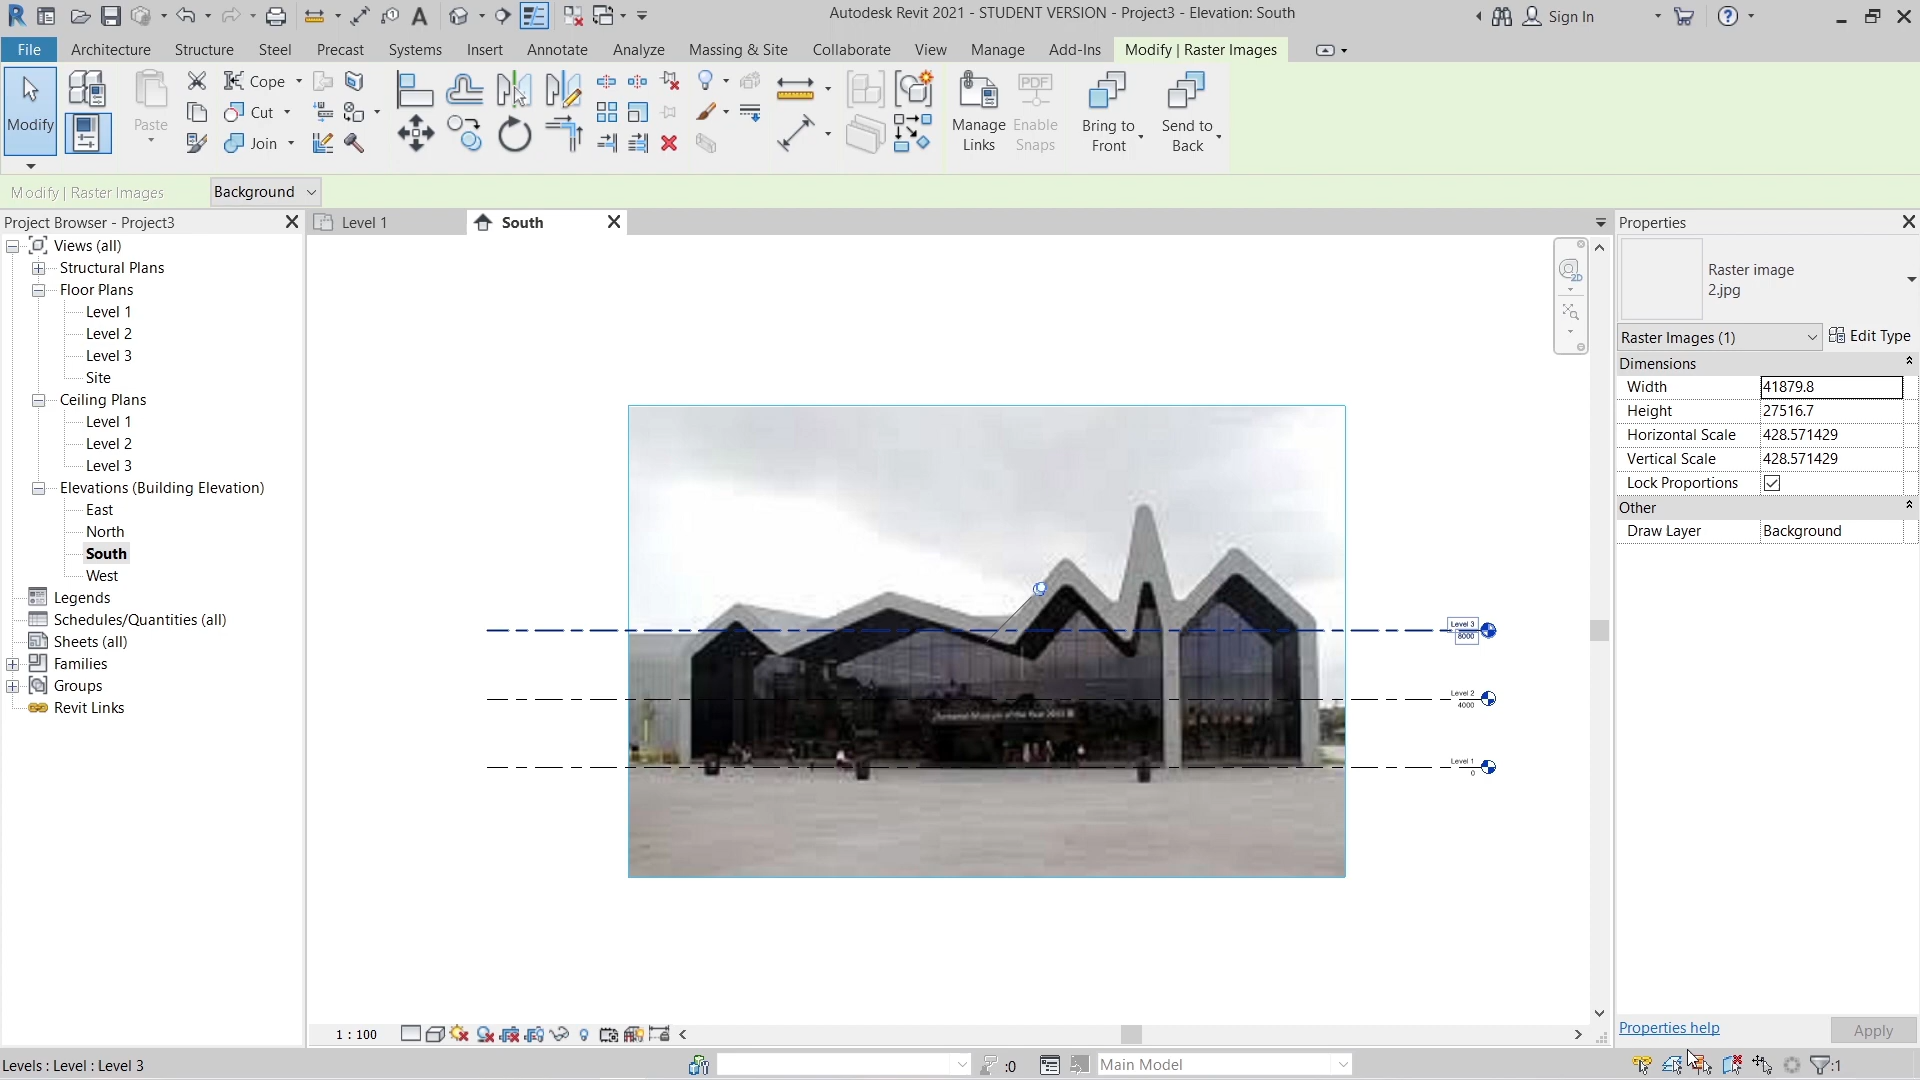 Autodesk Revit 2021 - STUDENT VERSION - Project3 - Elevation: South
Sign In
File
Architecture
Structure
Steel
Precast
Systems
Insert
Annotate
Analyze
Massing & Site
Collaborate
View
Manage
Add-Ins
Modify | Raster Images
Modify
Paste
Cope
Cut
Join
Manage
Links
PDF
Enable
Snaps
Bring to
Front
Send to
Back
Modify | Raster Images
Background
Project Browser - Project3
Level 1
South
Properties
Views (all)
Structural Plans
Floor Plans
Level 1
Level 2
Level 3
Site
Ceiling Plans
Level 1
Level 2
Level 3
Elevations (Building Elevation)
East
North
South
West
Legends
Schedules/Quantities (all)
Sheets (all)
Families
Groups
Revit Links
2D
Level 3
8000
Level 2
4000
Level 1
0
Raster image
2.jpg
Raster Images (1)
Edit Type
Dimensions
Width 41879.8
Height 27516.7
Horizontal Scale 428.571429
Vertical Scale 428.571429
Lock Proportions
Other
Draw Layer Background
Properties help
Apply
1 : 100
Levels : Level : Level 3
:0
Main Model
:1